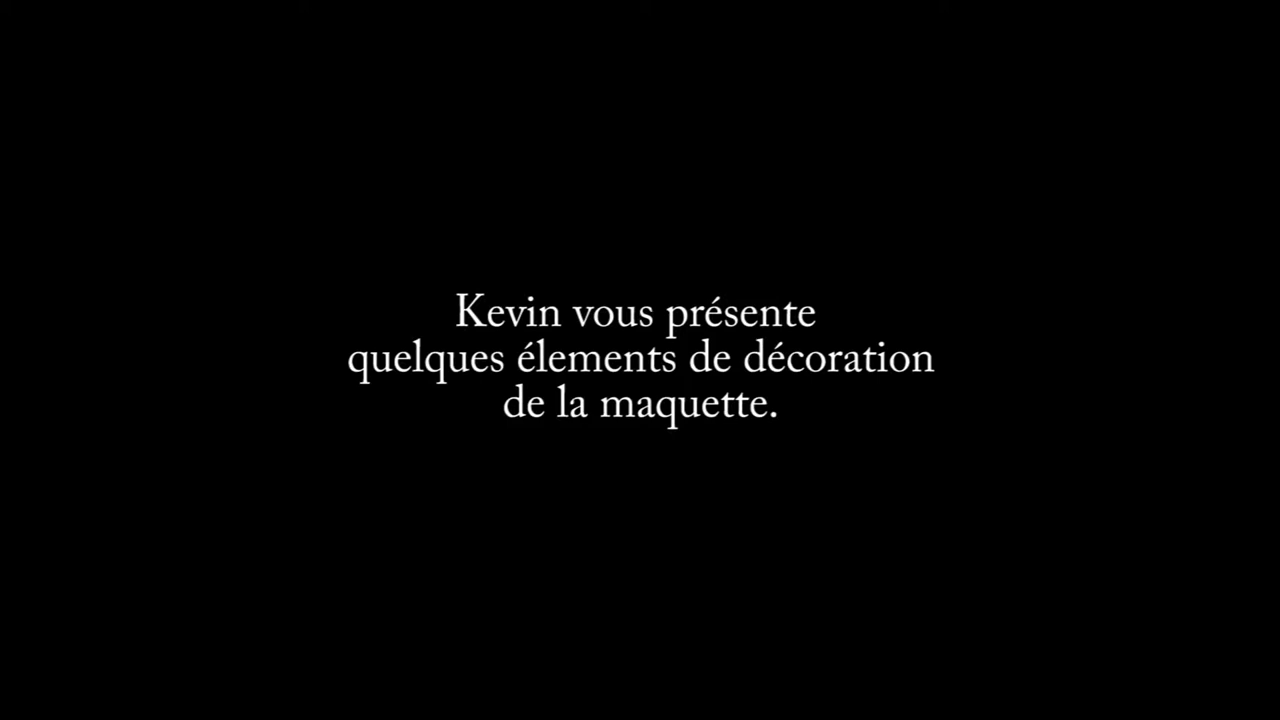 Kevin vous présente
quelques élements de décoration
de la maquette.